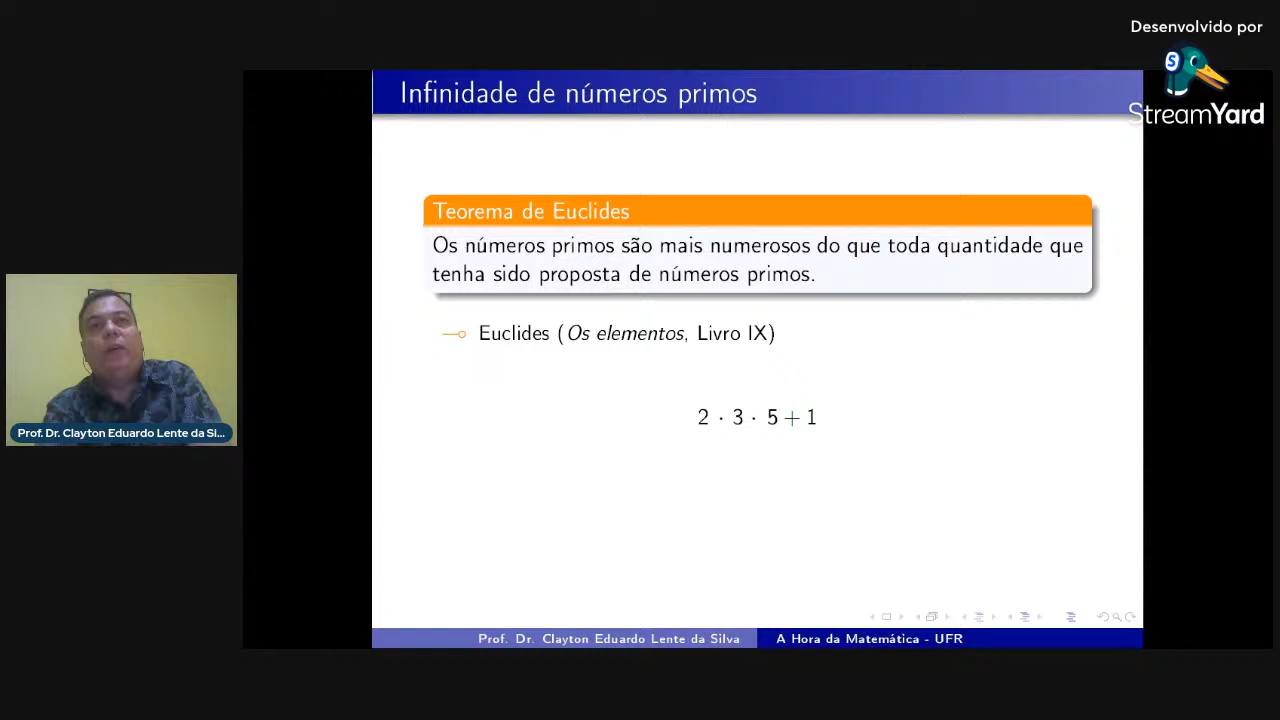 Desenvolvido por
StreamYard
Infinidade de números primos
Teorema de Euclides
Os números primos são mais numerosos do que toda quantidade que
tenha sido proposta de números primos.
Euclides (Os elementos, Livro IX)
2 · 3 · 5 + 1
Prof. Dr. Clayton Eduardo Lente da Si...
Prof. Dr. Clayton Eduardo Lente da Silva
A Hora da Matemática - UFR